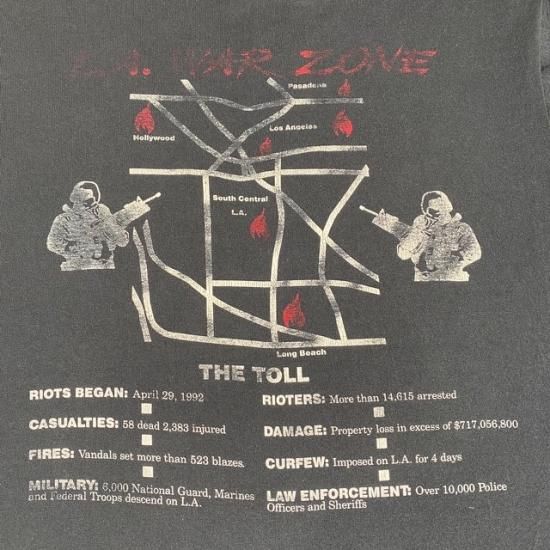 L.A. WAR ZONE
Pasadena
Hollywood
Los Angeles
South Central
L.A.
Long Beach
THE TOLL
RIOTS BEGAN: April 29, 1992
CASUALTIES: 58 dead 2,383 injured
FIRES: Vandals set more than 523 blazes.
MILITARY: 6,000 National Guard, Marines
and Federal Troops descend on L.A.
RIOTERS: More than 14,615 arrested
DAMAGE: Property loss in excess of $717,056,800
CURFEW: Imposed on L.A. for 4 days
LAW ENFORCEMENT: Over 10,000 Police
Officers and Sheriffs